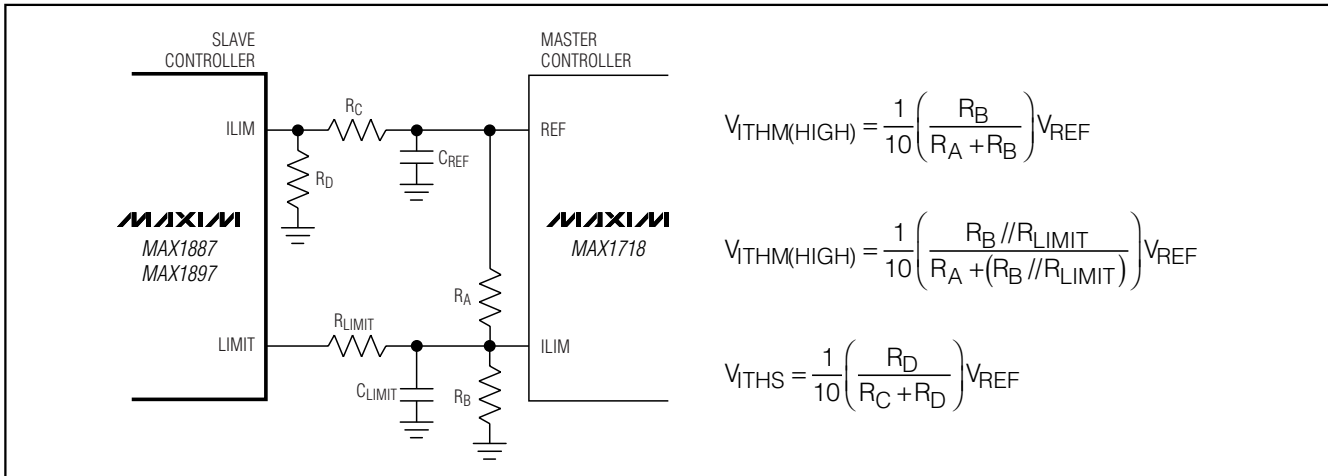 SLAVE
CONTROLLER
MASTER
CONTROLLER
ILIM
R_C
REF
C_REF
R_D
MAXIM
MAX1887
MAX1897
MAXIM
MAX1718
R_A
LIMIT
R_LIMIT
ILIM
C_LIMIT
R_B
V_ITHM(HIGH) = 1/10 (R_B / (R_A + R_B)) V_REF
V_ITHM(HIGH) = 1/10 (R_B // R_LIMIT / (R_A + (R_B // R_LIMIT))) V_REF
V_ITHS = 1/10 (R_D / (R_C + R_D)) V_REF